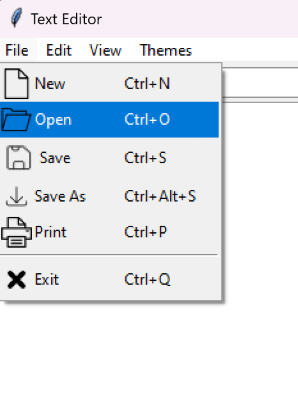 Text Editor
File Edit View Themes
New Ctrl+N
Open Ctrl+O
Save Ctrl+S
Save As Ctrl+Alt+S
Print Ctrl+P
Exit Ctrl+Q